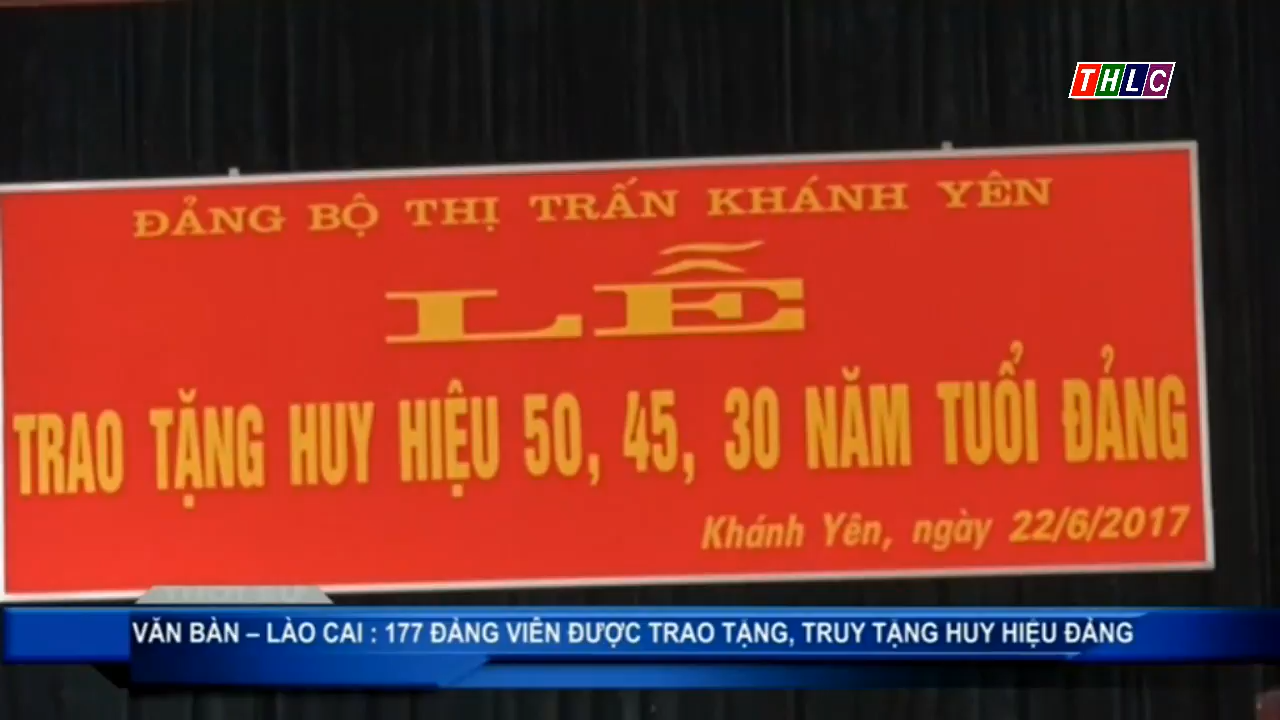 THLC
ĐẢNG BỘ THỊ TRẤN KHÁNH YÊN
LỄ
TRAO TẶNG HUY HIỆU 50, 45, 30 NĂM TUỔI ĐẢNG
Khánh Yên, ngày 22/6/2017
VĂN BÀN – LÀO CAI : 177 ĐẢNG VIÊN ĐƯỢC TRAO TẶNG, TRUY TẶNG HUY HIỆU ĐẢNG